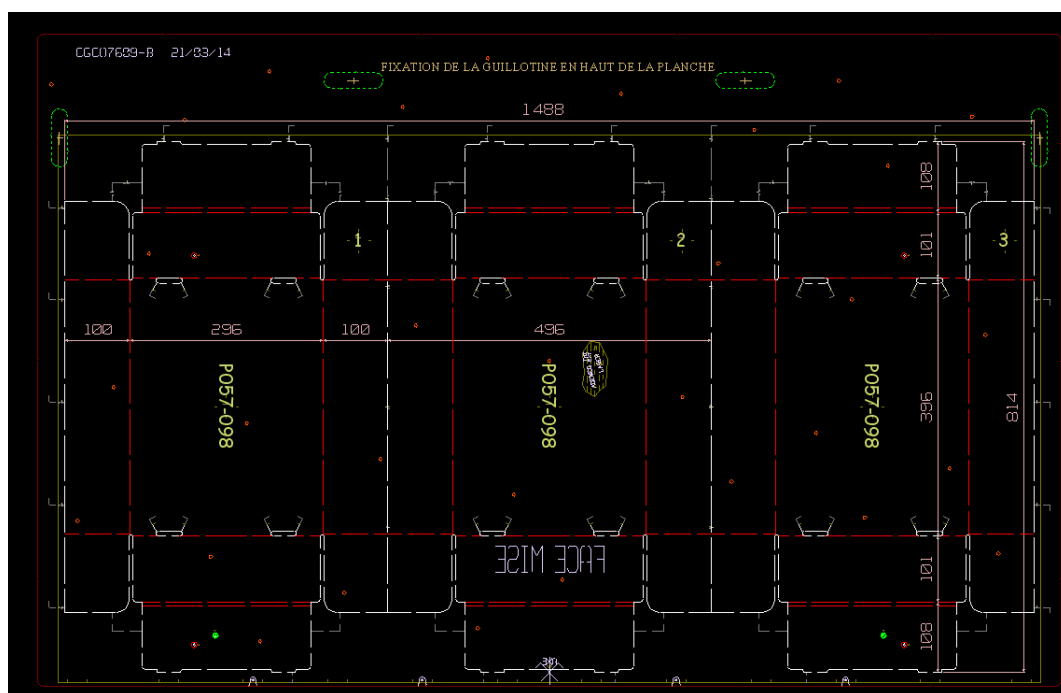 CGC07609-B 21/03/14
FIXATION DE LA GUILLOTINE EN HAUT DE LA PLANCHE
1488
108
101
-1-
-2-
-3-
100
296
100
496
P057-098
P057-098
P057-098
396
814
FACE MISE
101
108
301